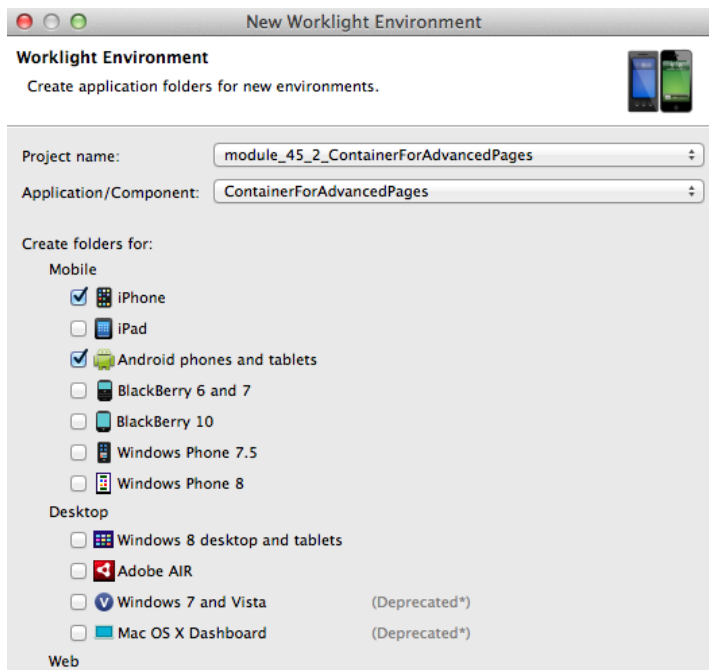 New Worklight Environment
Worklight Environment
Create application folders for new environments.
Project name: module_45_2_ContainerForAdvancedPages
Application/Component: ContainerForAdvancedPages
Create folders for:
Mobile
iPhone
iPad
Android phones and tablets
BlackBerry 6 and 7
BlackBerry 10
Windows Phone 7.5
Windows Phone 8
Desktop
Windows 8 desktop and tablets
Adobe AIR
Windows 7 and Vista (Deprecated*)
Mac OS X Dashboard (Deprecated*)
Web